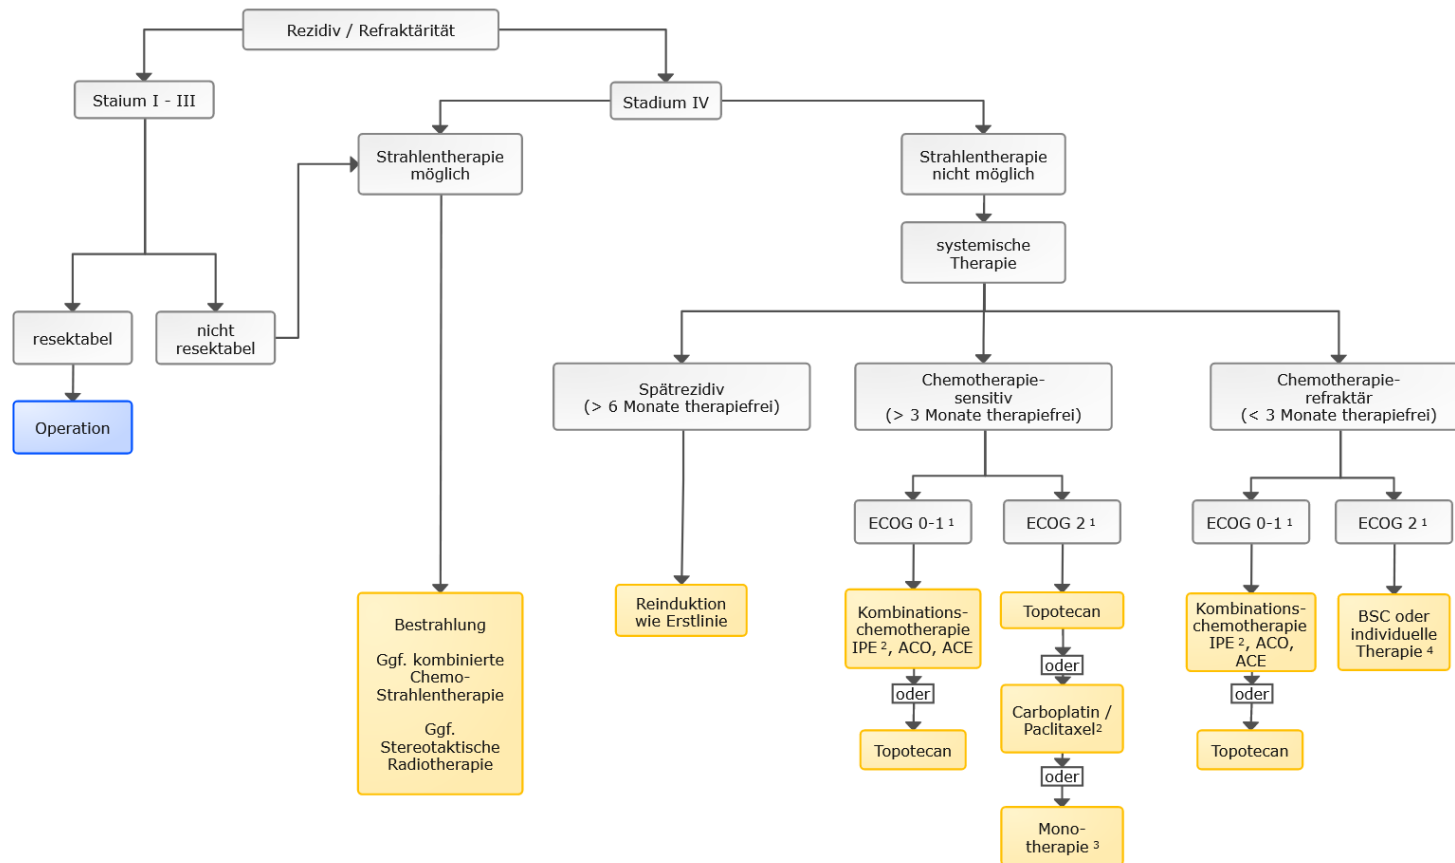 Rezidiv / Refraktärität
Staium I - III
Stadium IV
Strahlentherapie
möglich
Strahlentherapie
nicht möglich
systemische
Therapie
resektabel
nicht
resektabel
Operation
Spätrezidiv
(> 6 Monate therapiefrei)
Chemotherapie-
sensitiv
(> 3 Monate therapiefrei)
Chemotherapie-
refraktär
(< 3 Monate therapiefrei)
ECOG 0-1 ¹
ECOG 2 ¹
ECOG 0-1 ¹
ECOG 2 ¹
Bestrahlung
Ggf. kombinierte
Chemo-
Strahlentherapie
Ggf.
Stereotaktische
Radiotherapie
Reinduktion
wie Erstlinie
Kombinations-
chemotherapie
IPE ², ACO, ACE
oder
Topotecan
Topotecan
oder
Carboplatin /
Paclitaxel²
oder
Mono-
therapie ³
Kombinations-
chemotherapie
IPE ², ACO,
ACE
oder
Topotecan
BSC oder
individuelle
Therapie ⁴